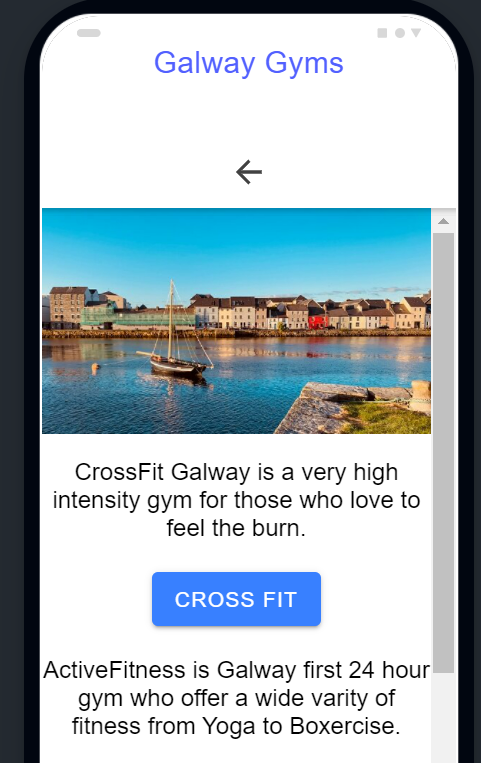 Galway Gyms
CrossFit Galway is a very high
intensity gym for those who love to
feel the burn.
CROSS FIT
ActiveFitness is Galway first 24 hour
gym who offer a wide varity of
fitness from Yoga to Boxercise.